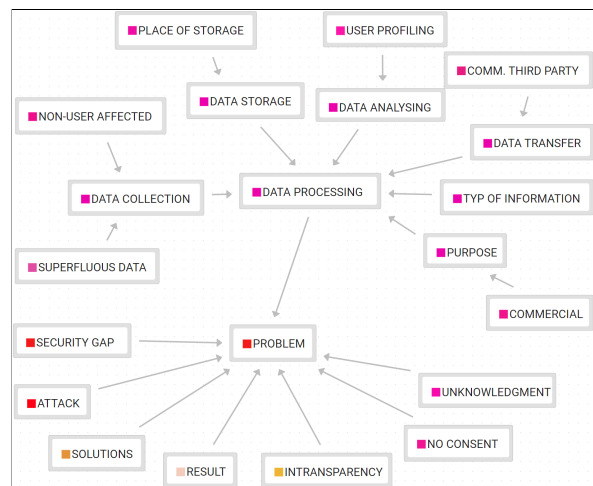 PLACE OF STORAGE
USER PROFILING
COMM. THIRD PARTY
DATA STORAGE
DATA ANALYSING
NON-USER AFFECTED
DATA TRANSFER
DATA COLLECTION
DATA PROCESSING
TYP OF INFORMATION
PURPOSE
SUPERFLUOUS DATA
COMMERCIAL
SECURITY GAP
PROBLEM
UNKNOWLEDGMENT
ATTACK
NO CONSENT
SOLUTIONS
RESULT
INTRANSPARENCY